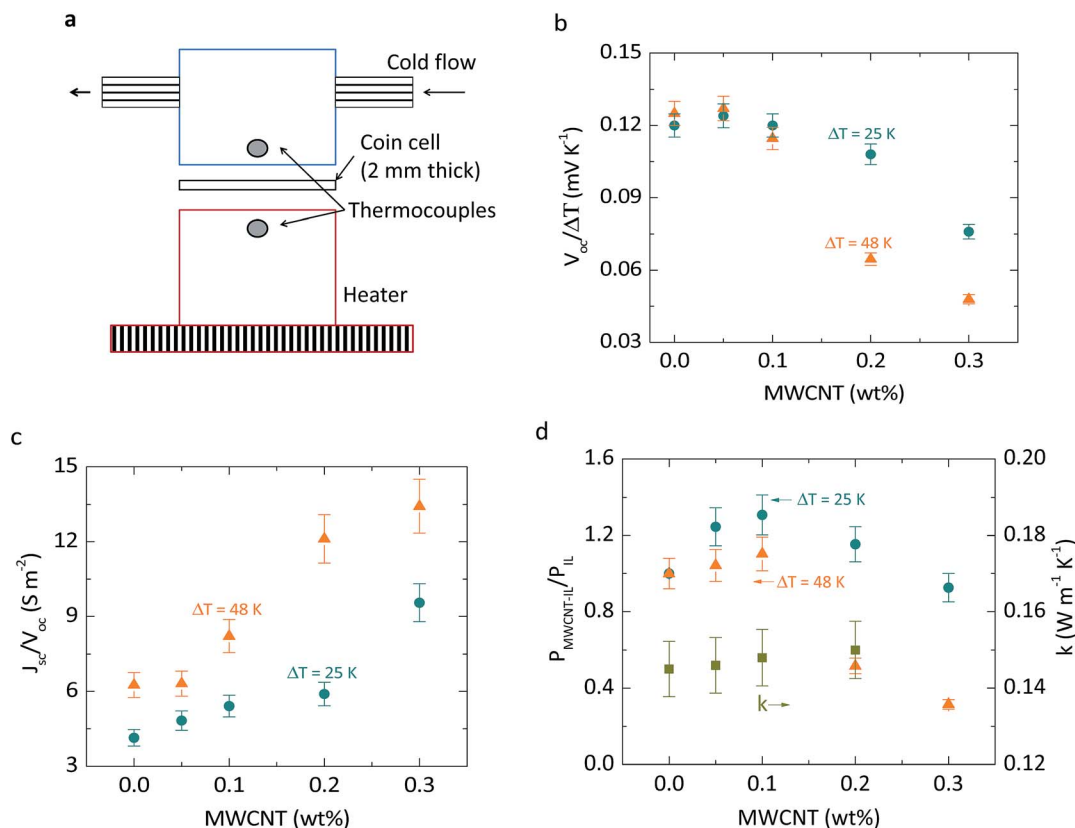 a
Cold flow
Coin cell
(2 mm thick)
Thermocouples
Heater
b
0.15
0.12
0.09
0.06
0.03
V_oc/ΔT (mV K⁻¹)
ΔT = 25 K
ΔT = 48 K
0.0 0.1 0.2 0.3
MWCNT (wt%)
c
15
12
9
6
3
J_sc/V_oc (S m⁻²)
ΔT = 48 K
ΔT = 25 K
0.0 0.1 0.2 0.3
MWCNT (wt%)
d
1.6
1.2
0.8
0.4
0.0
P_MWCNT-IL/P_IL
ΔT = 25 K
ΔT = 48 K
k
0.20
0.18
0.16
0.14
0.12
k (W m⁻¹ K⁻¹)
0.0 0.1 0.2 0.3
MWCNT (wt%)